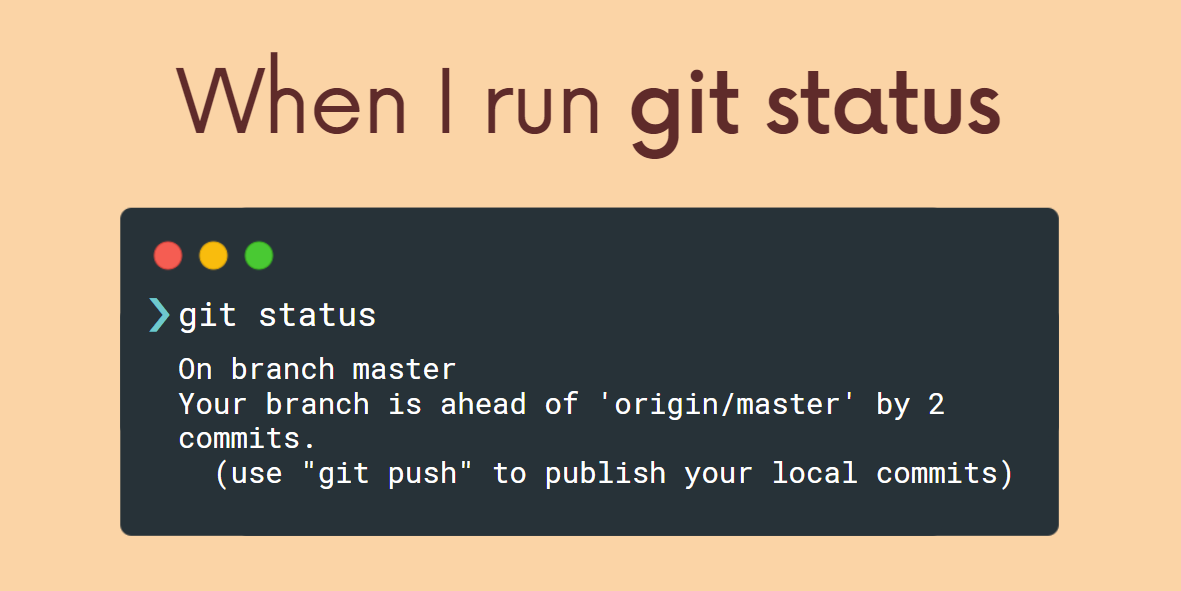 When I run git status
❯ git status
On branch master
Your branch is ahead of 'origin/master' by 2
commits.
  (use "git push" to publish your local commits)